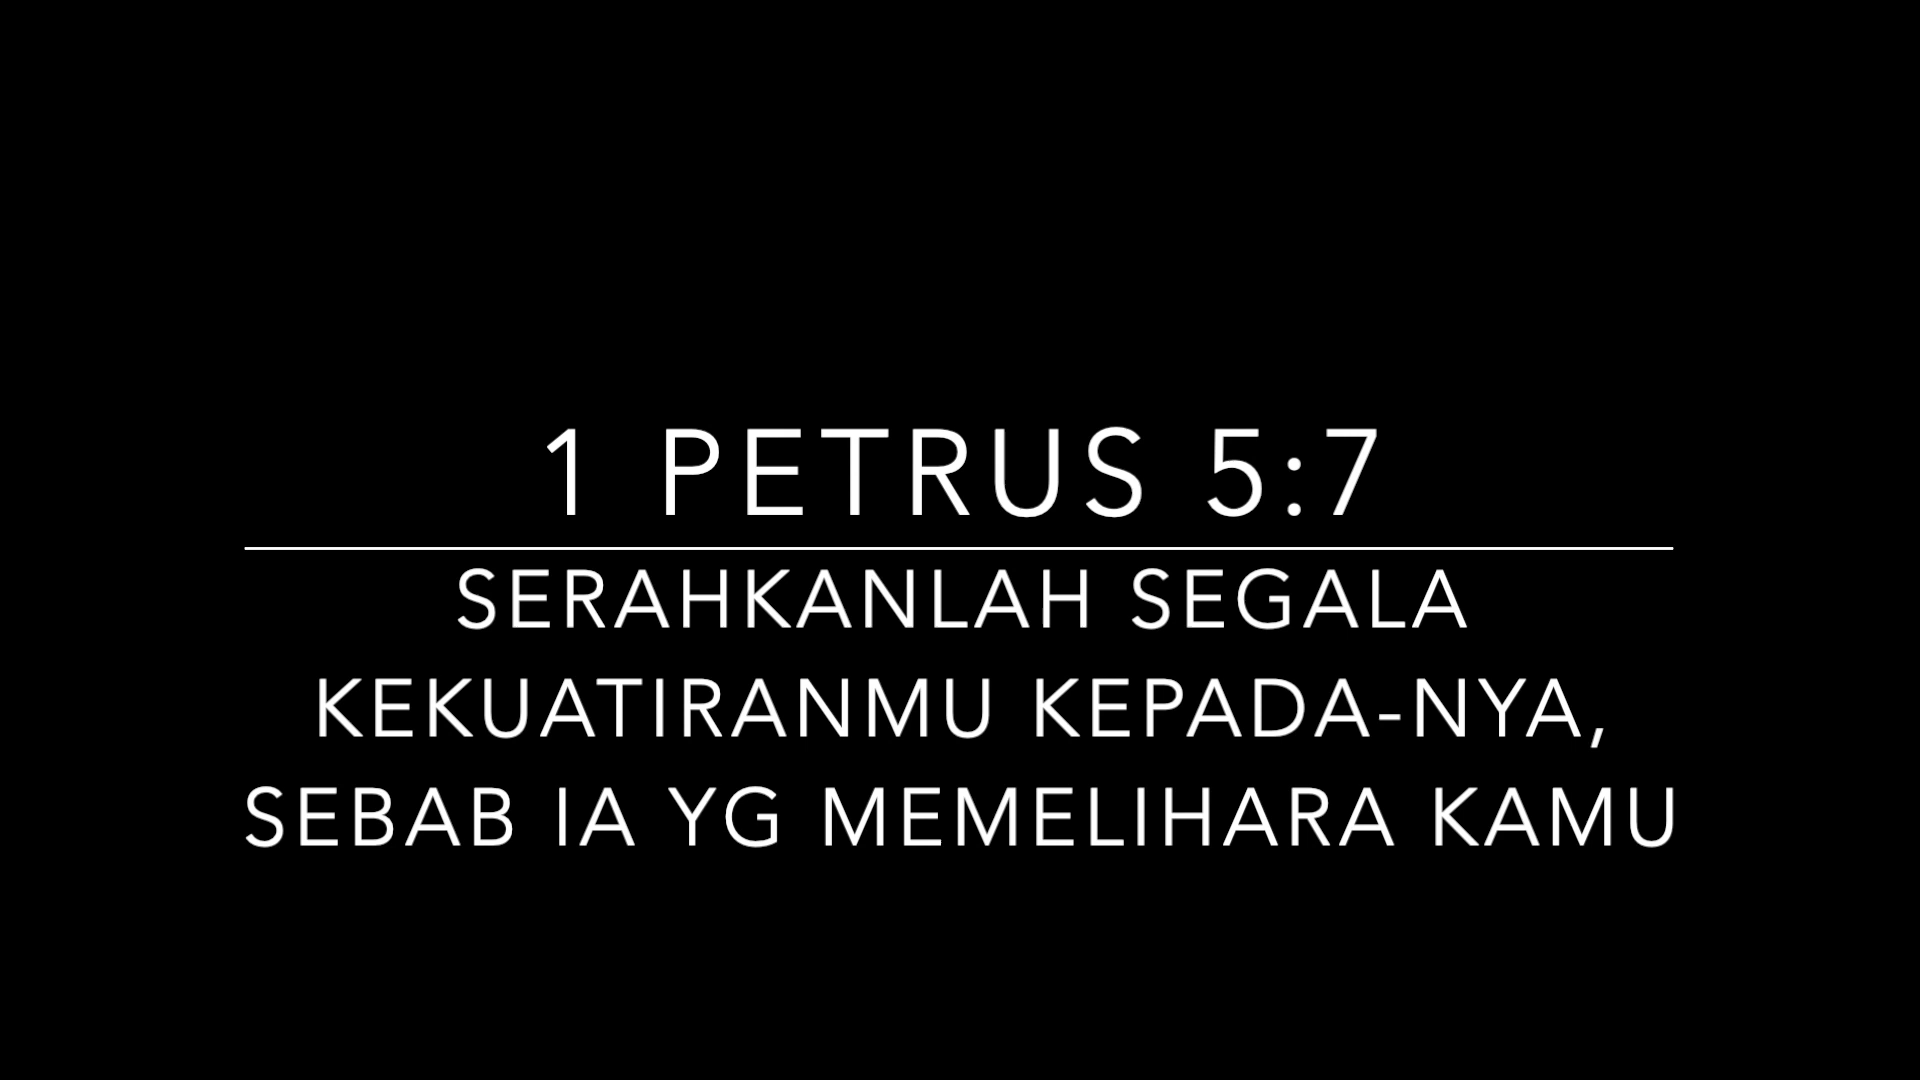 1 PETRUS 5:7
SERAHKANLAH SEGALA
KEKUATIRANMU KEPADA-NYA,
SEBAB IA YG MEMELIHARA KAMU